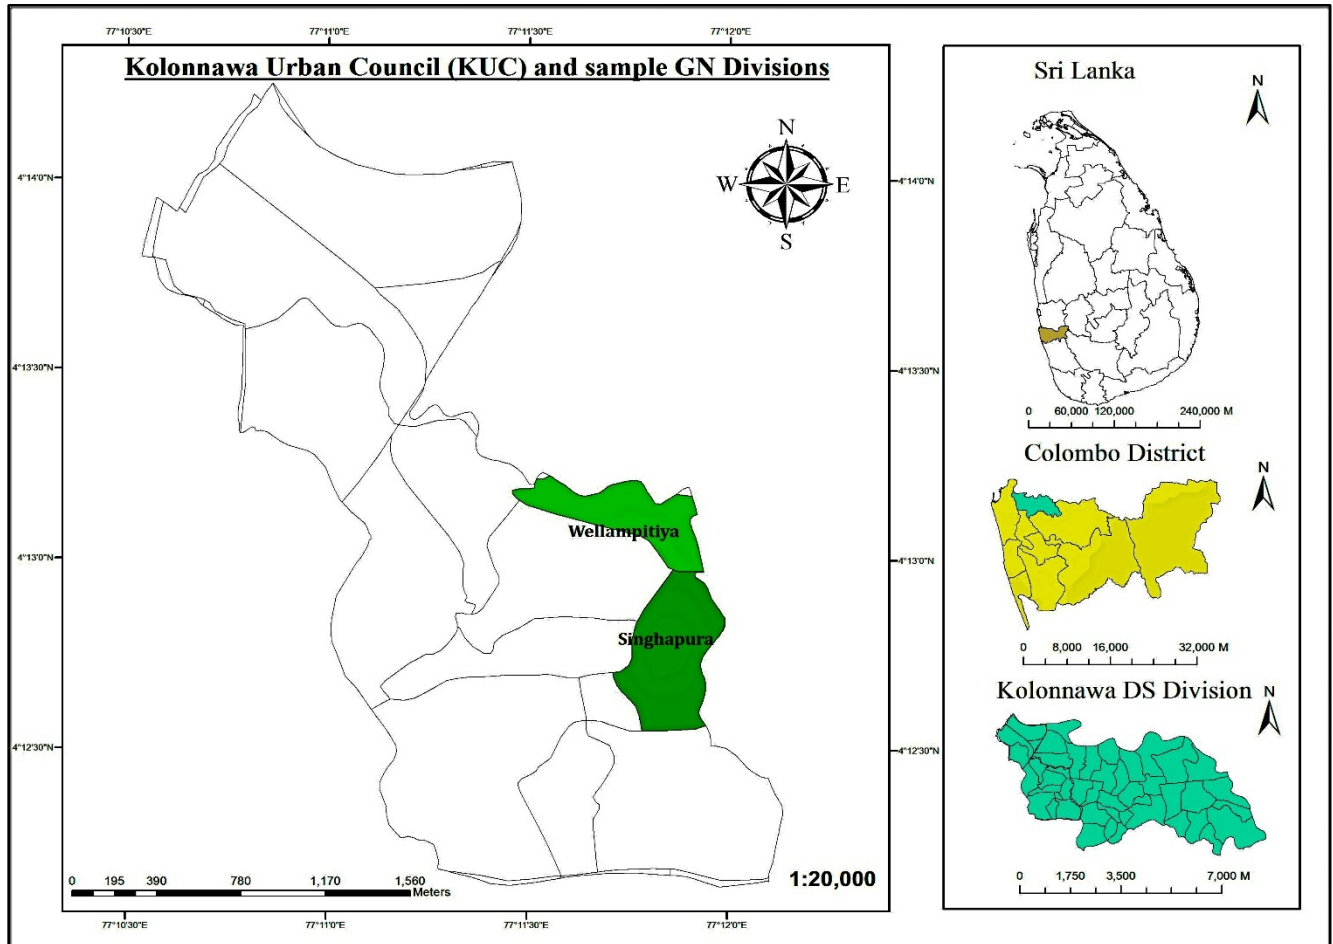 77°10'30"E 77°11'0"E 77°11'30"E 77°12'0"E
Kolonnawa Urban Council (KUC) and sample GN Divisions
N
W E
S
4°14'0"N
4°13'30"N
4°13'0"N
4°12'30"N
Wellampitiya
Singhapura
0 195 390 780 1,170 1,560
Meters
1:20,000
77°10'30"E 77°11'0"E 77°11'30"E 77°12'0"E
4°14'0"N
4°13'30"N
4°13'0"N
4°12'30"N
Sri Lanka
N
0 60,000 120,000 240,000 M
Colombo District
N
0 8,000 16,000 32,000 M
Kolonnawa DS Division
N
0 1,750 3,500 7,000 M